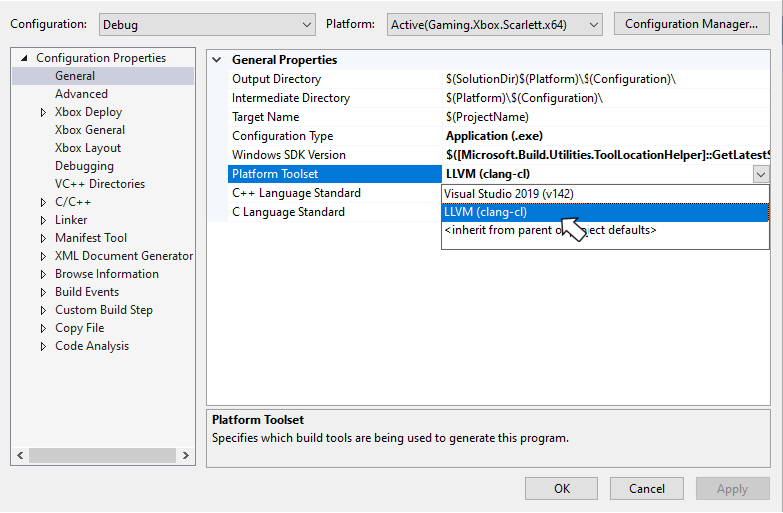 Configuration: Debug Platform: Active(Gaming.Xbox.Scarlett.x64) Configuration Manager...
Configuration Properties
General
Advanced
Xbox Deploy
Xbox General
Xbox Layout
Debugging
VC++ Directories
C/C++
Linker
Manifest Tool
XML Document Generator
Browse Information
Build Events
Custom Build Step
Copy File
Code Analysis
General Properties
Output Directory $(SolutionDir)$(Platform)\$(Configuration)\
Intermediate Directory $(Platform)\$(Configuration)\
Target Name $(ProjectName)
Configuration Type Application (.exe)
Windows SDK Version $([Microsoft.Build.Utilities.ToolLocationHelper]::GetLatestS
Platform Toolset LLVM (clang-cl)
C++ Language Standard
C Language Standard
Visual Studio 2019 (v142)
LLVM (clang-cl)
<inherit from parent o ject defaults>
Platform Toolset
Specifies which build tools are being used to generate this program.
OK Cancel Apply